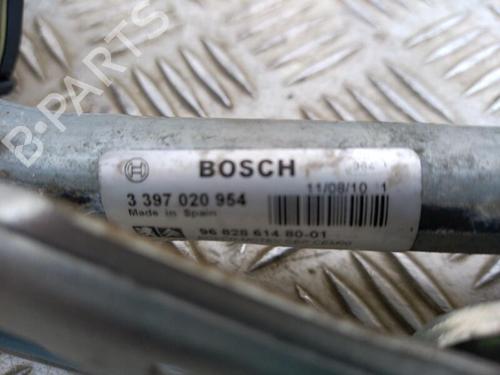 B-PARTS
BOSCH
3 397 020 954
11/08/10 1
Made in Spain
96 828 614 80-01